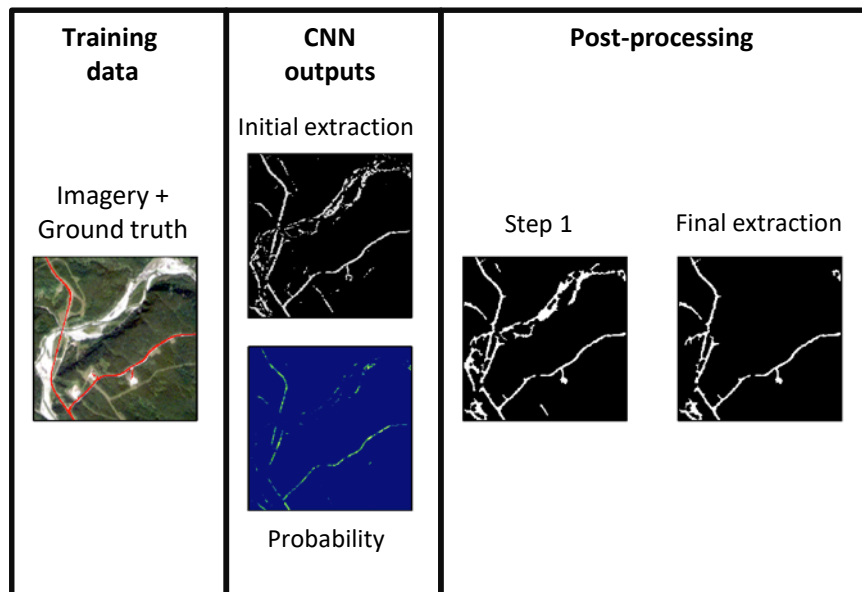 Training
data
CNN
outputs
Post-processing
Initial extraction
Imagery +
Ground truth
Step 1
Final extraction
Probability